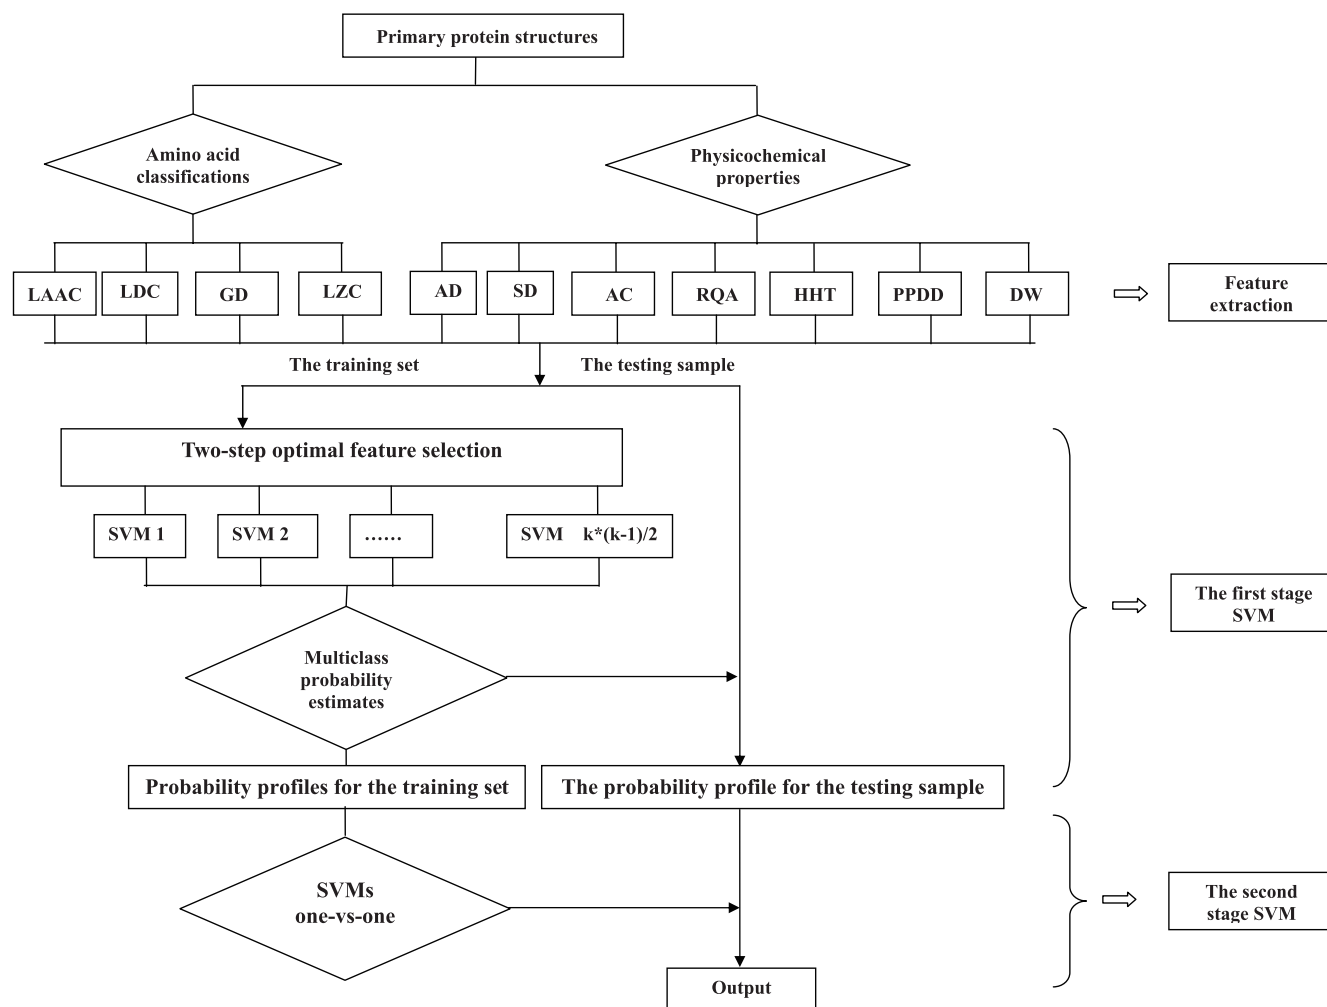 Primary protein structures
Amino acid
classifications
Physicochemical
properties
LAAC
LDC
GD
LZC
AD
SD
AC
RQA
HHT
PPDD
DW
Feature
extraction
The training set
The testing sample
Two-step optimal feature selection
SVM 1
SVM 2
......
SVM k*(k-1)/2
The first stage
SVM
Multiclass
probability
estimates
Probability profiles for the training set
The probability profile for the testing sample
SVMs
one-vs-one
The second
stage SVM
Output